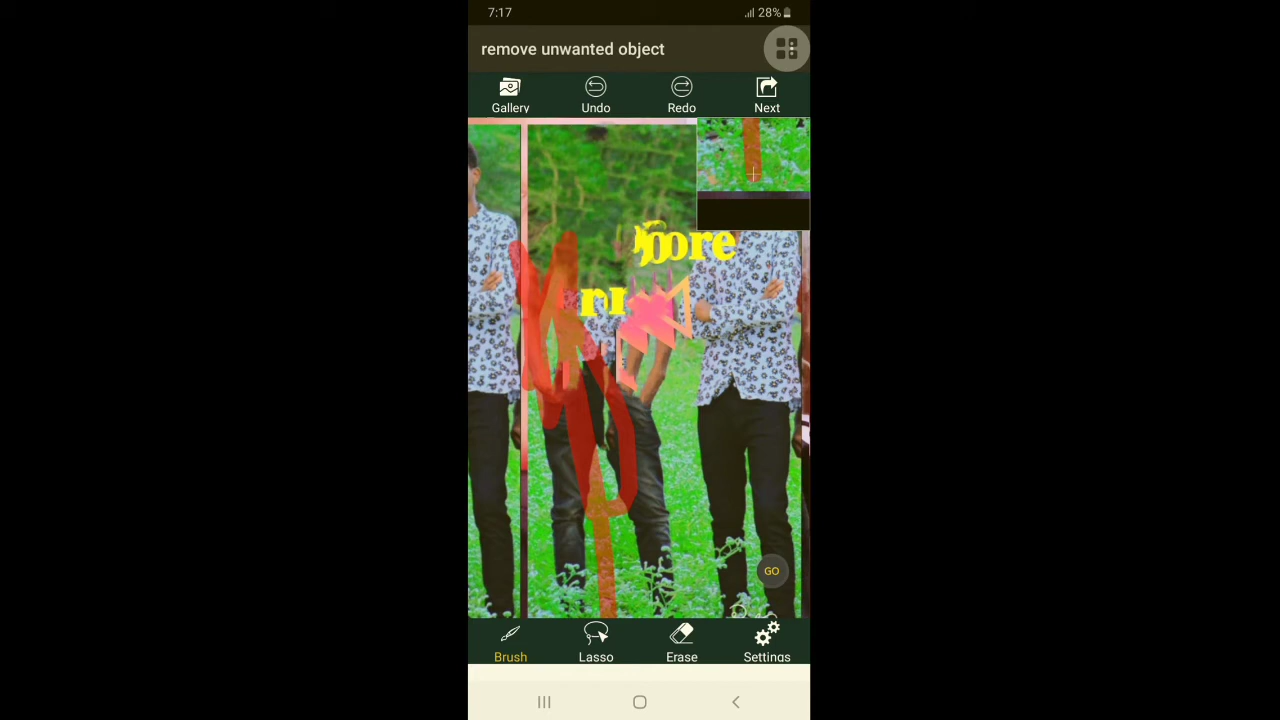 7:17
28%
remove unwanted object
Gallery
Undo
Redo
Next
GO
Brush
Lasso
Erase
Settings